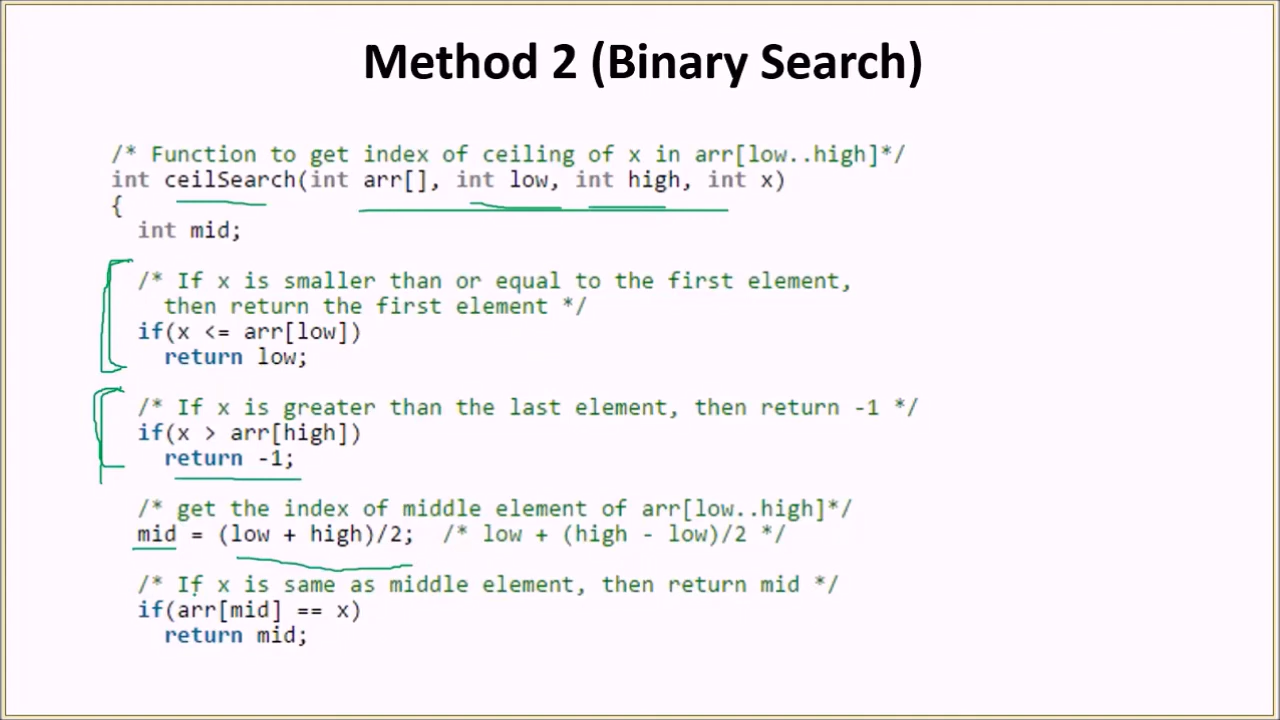 Method 2 (Binary Search)
/* Function to get index of ceiling of x in arr[low..high]*/
int ceilSearch(int arr[], int low, int high, int x)
{
int mid;
/* If x is smaller than or equal to the first element,
then return the first element */
if(x <= arr[low])
return low;
/* If x is greater than the last element, then return -1 */
if(x > arr[high])
return -1;
/* get the index of middle element of arr[low..high]*/
mid = (low + high)/2; /* low + (high - low)/2 */
/* If x is same as middle element, then return mid */
if(arr[mid] == x)
return mid;